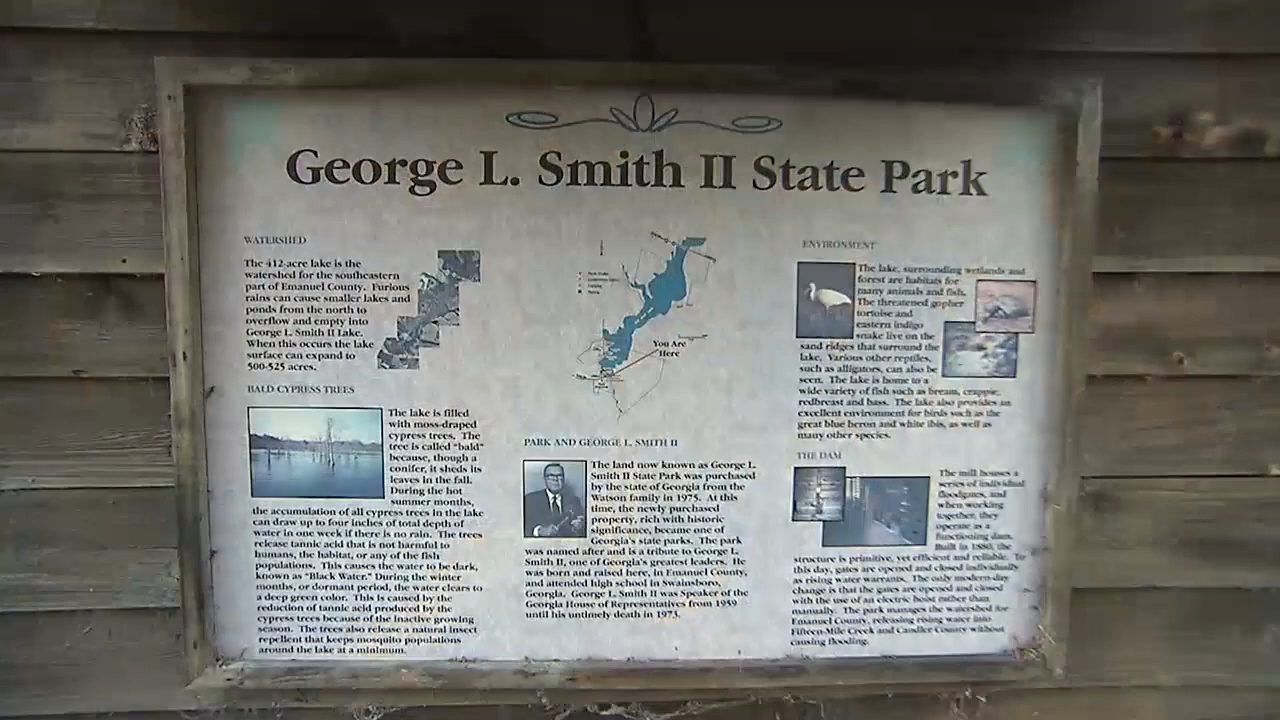 George L. Smith II State Park
WATERSHED
The 412-acre lake is the
watershed for the southeastern
part of Emanuel County. Furious
rains can cause smaller lakes and
ponds from the north to
overflow and empty into
George L. Smith II Lake.
When this occurs the lake
surface can expand to
500-525 acres.
BALD CYPRESS TREES
The lake is filled
with moss-draped
cypress trees. The
tree is called "bald"
because, though a
conifer, it sheds its
leaves in the fall.
During the hot
summer months,
the accumulation of all cypress trees in the lake
can draw up to four inches of total depth of
water in one week if there is no rain. The trees
release tannic acid that is not harmful to
humans, the habitat, or any of the fish
populations. This causes the water to be dark,
known as "Black Water." During the winter
months, or dormant period, the water clears to
a deep green color. This is caused by the
reduction of tannic acid produced by the
cypress trees because of the inactive growing
season. The trees also release a natural insect
repellent that keeps mosquito populations
around the lake at a minimum.
You Are
Here
PARK AND GEORGE L. SMITH II
The land now known as George L.
Smith II State Park was purchased
by the state of Georgia from the
Watson family in 1975. At this
time, the newly purchased
property, rich with historic
significance, became one of
Georgia's state parks. The park
was named after and is a tribute to George L.
Smith II, one of Georgia's greatest leaders. He
was born and raised here, in Emanuel County,
and attended high school in Swainsboro,
Georgia. George L. Smith II was Speaker of the
Georgia House of Representatives from 1959
until his untimely death in 1973.
ENVIRONMENT
The lake, surrounding wetlands and
forest are habitats for
many animals and fish.
The threatened gopher
tortoise and
eastern indigo
snake live on the
sand ridges that surround the
lake. Various other reptiles,
such as alligators, can also be
seen. The lake is home to a
wide variety of fish such as bream, crappie,
redbreast and bass. The lake also provides an
excellent environment for birds such as the
great blue heron and white ibis, as well as
many other species.
THE DAM
The mill houses a
series of individual
floodgates, and
when working
together, they
operate as a
functioning dam.
Built in 1880, the
structure is primitive, yet efficient and reliable. To
this day, gates are opened and closed individually
as rising water warrants. The only modern-day
change is that the gates are opened and closed
with the use of an electric hoist rather than
manually. The park manages the watershed for
Emanuel County, releasing rising water into
Fifteen-Mile Creek and Candler County without
causing flooding.